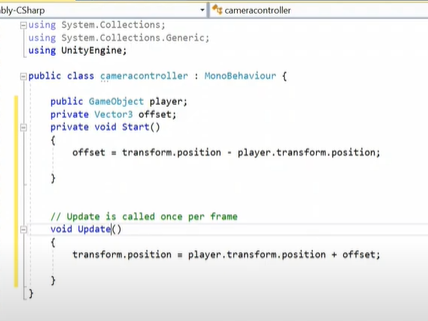 bly-CSharp
cameracontroller
using System.Collections;
using System.Collections.Generic;
using UnityEngine;
public class cameracontroller : MonoBehaviour {
public GameObject player;
private Vector3 offset;
private void Start()
{
offset = transform.position - player.transform.position;
}
// Update is called once per frame
void Update()
{
transform.position = player.transform.position + offset;
}
}